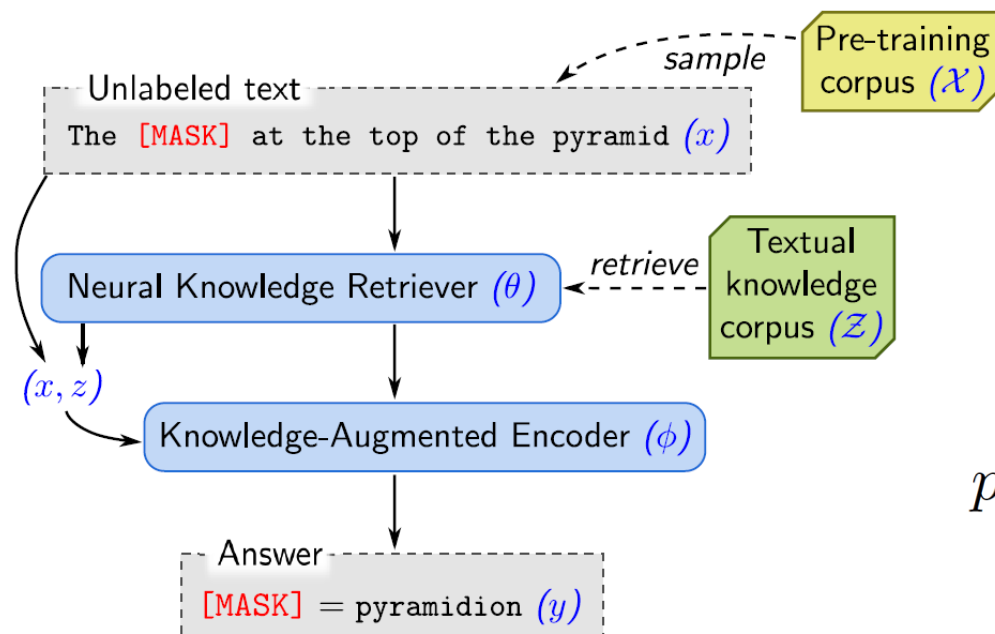 Pre-training
corpus (𝒳)
sample
Unlabeled text
The [MASK] at the top of the pyramid (x)
Textual
knowledge
corpus (𝒵)
retrieve
Neural Knowledge Retriever (θ)
(x, z)
Knowledge-Augmented Encoder (ϕ)
p
Answer
[MASK] = pyramidion (y)